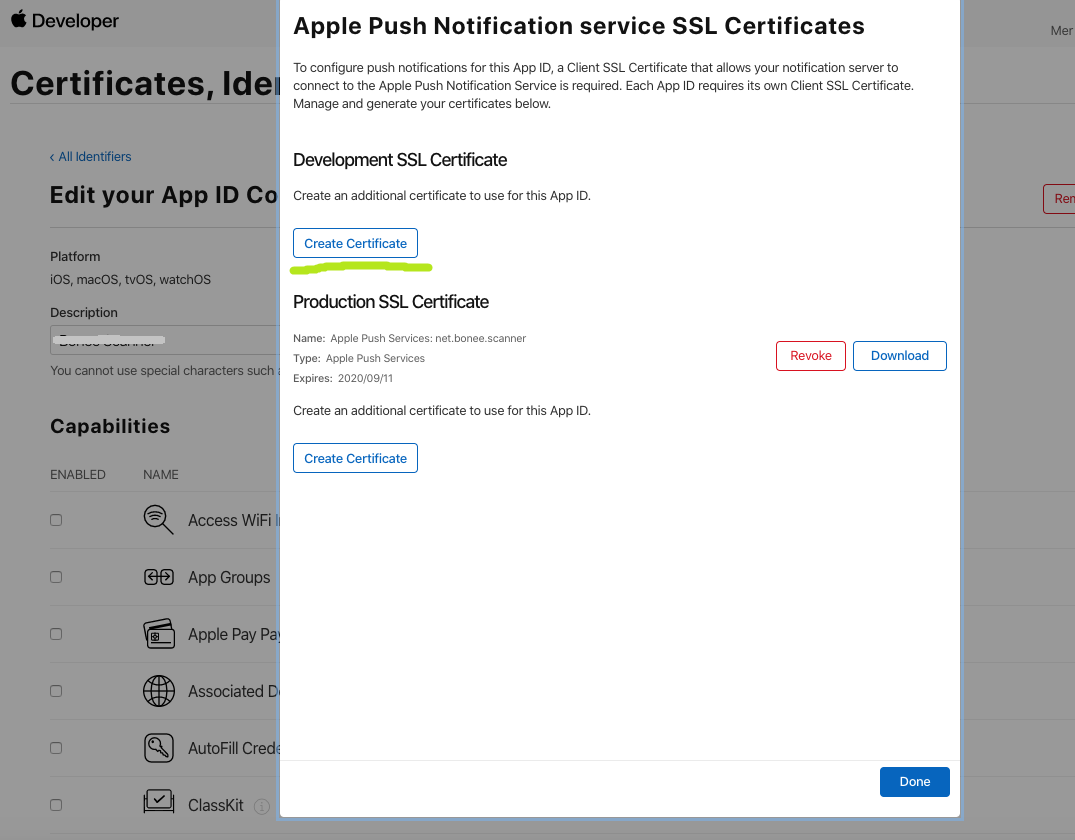 Developer
Mer
Certificates, Iden
‹ All Identifiers
Edit your App ID Co
Ren
Platform
iOS, macOS, tvOS, watchOS
Description
You cannot use special characters such a
Capabilities
ENABLED NAME
Access WiFi I
App Groups
Apple Pay Pay
Associated D
AutoFill Crede
ClassKit
Apple Push Notification service SSL Certificates
To configure push notifications for this App ID, a Client SSL Certificate that allows your notification server to
connect to the Apple Push Notification Service is required. Each App ID requires its own Client SSL Certificate.
Manage and generate your certificates below.
Development SSL Certificate
Create an additional certificate to use for this App ID.
Create Certificate
Production SSL Certificate
Name: Apple Push Services: net.bonee.scanner
Type: Apple Push Services
Expires: 2020/09/11
Revoke
Download
Create an additional certificate to use for this App ID.
Create Certificate
Done